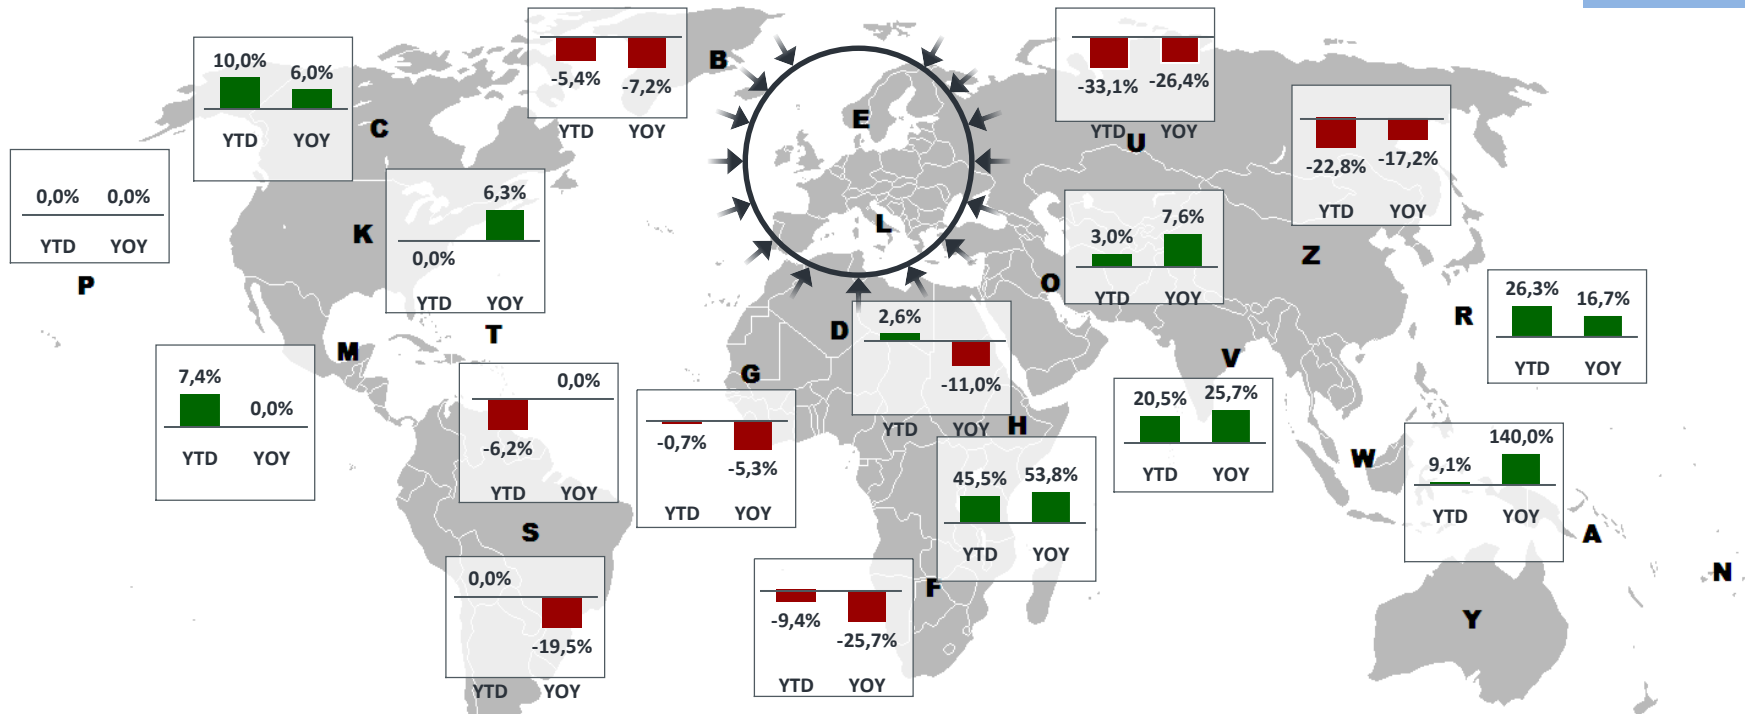 B
-5,4%
-7,2%
YTD YOY
-33,1% -26,4%
YTD YOY
U
10,0% 6,0%
YTD YOY
C
E
-22,8% -17,2%
YTD YOY
Z
0,0% 0,0%
YTD YOY
P
6,3%
0,0%
YTD YOY
K
T
L
3,0% 7,6%
YTD YOY
O
D
2,6%
-11,0%
YTD YOY
H
R
26,3% 16,7%
YTD YOY
M
7,4%
0,0%
YTD YOY
0,0%
-6,2%
YTD YOY
S
G
-0,7%
-5,3%
YTD YOY
V
20,5% 25,7%
YTD YOY
W
140,0%
9,1%
YTD YOY
A
N
45,5% 53,8%
YTD YOY
F
0,0%
-19,5%
YTD YOY
-9,4%
-25,7%
YTD YOY
Y